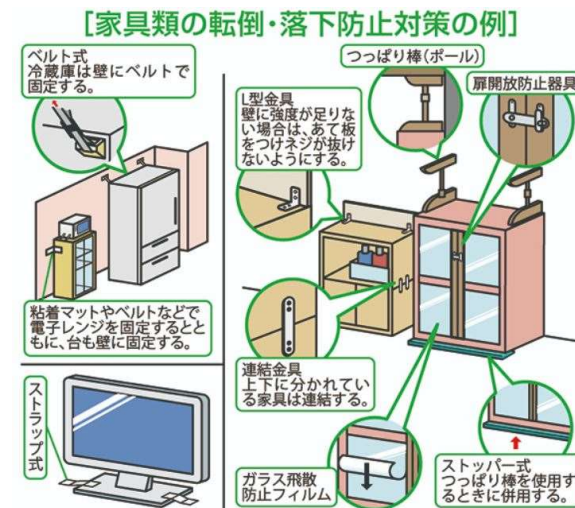 ［家具類の転倒・落下防止対策の例］
ベルト式
冷蔵庫は壁にベルトで
固定する。
粘着マットやベルトなどで
電子レンジを固定するとと
もに、台も壁に固定する。
ストラップ式
つっぱり棒（ポール）
扉開放防止器具
L型金具
壁に強度が足りな
い場合は、あて板
をつけネジが抜け
ないようにする。
連結金具
上下に分かれてい
る家具は連結する。
ガラス飛散
防止フィルム
ストッパー式
つっぱり棒を使用す
るときに併用する。